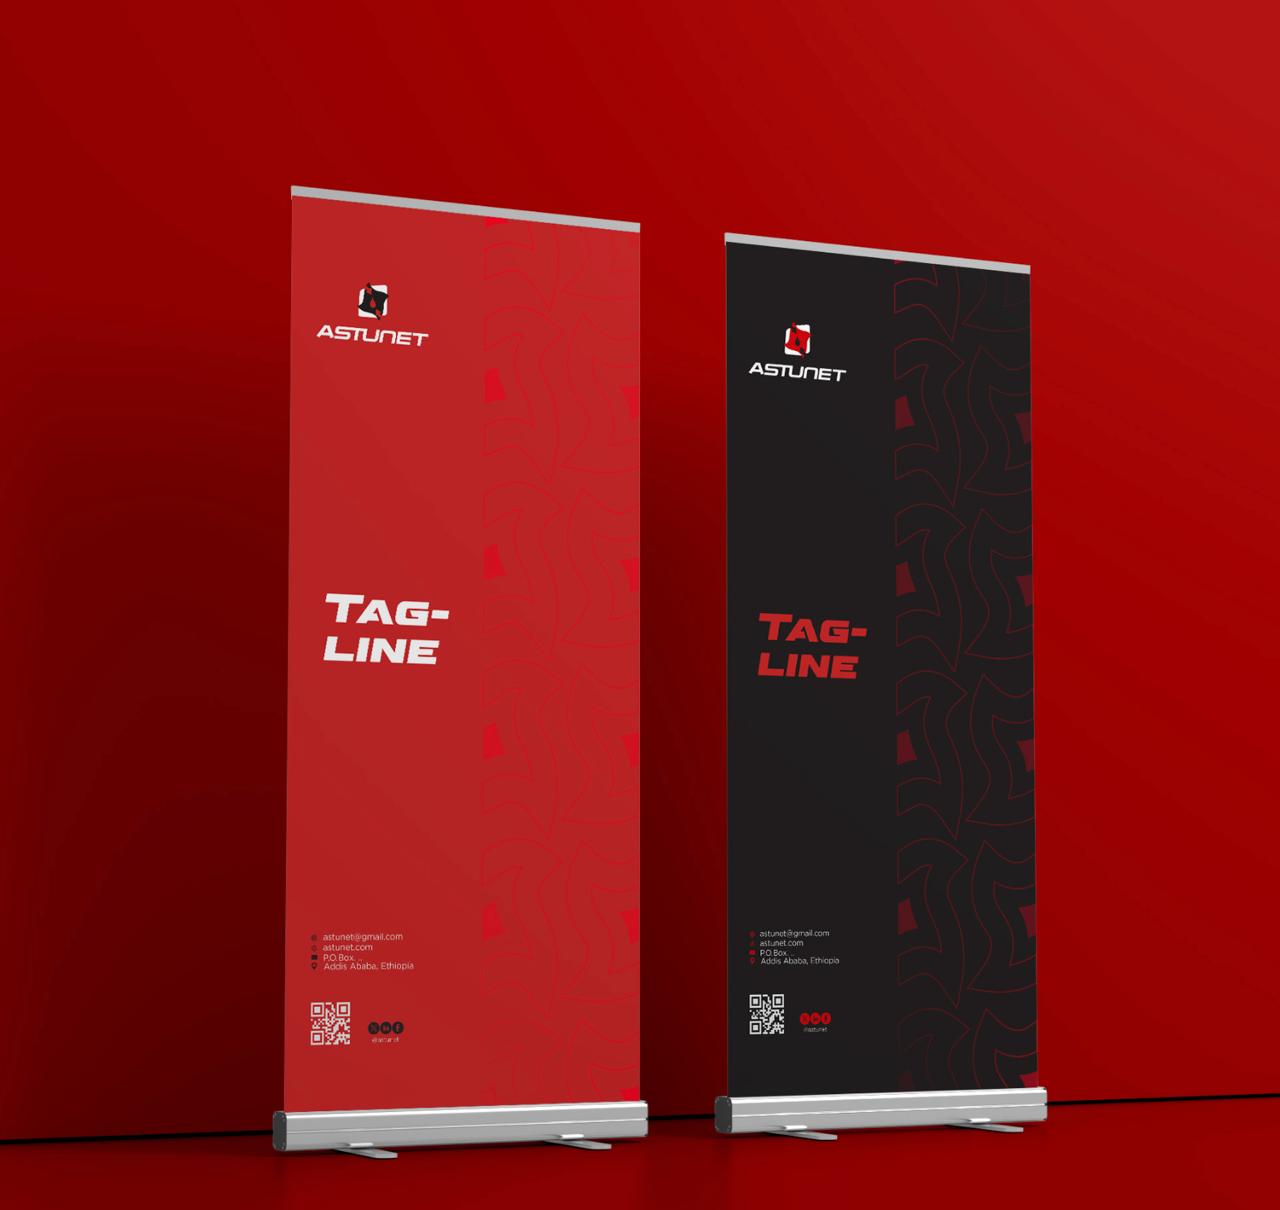 ASTUNET
TAG-
LINE
astunet@gmail.com
astunet.com
P.O.Box. ..
Addis Ababa, Ethiopia
@astunet
ASTUNET
TAG-
LINE
astunet@gmail.com
astunet.com
P.O.Box. ..
Addis Ababa, Ethiopia
@astunet